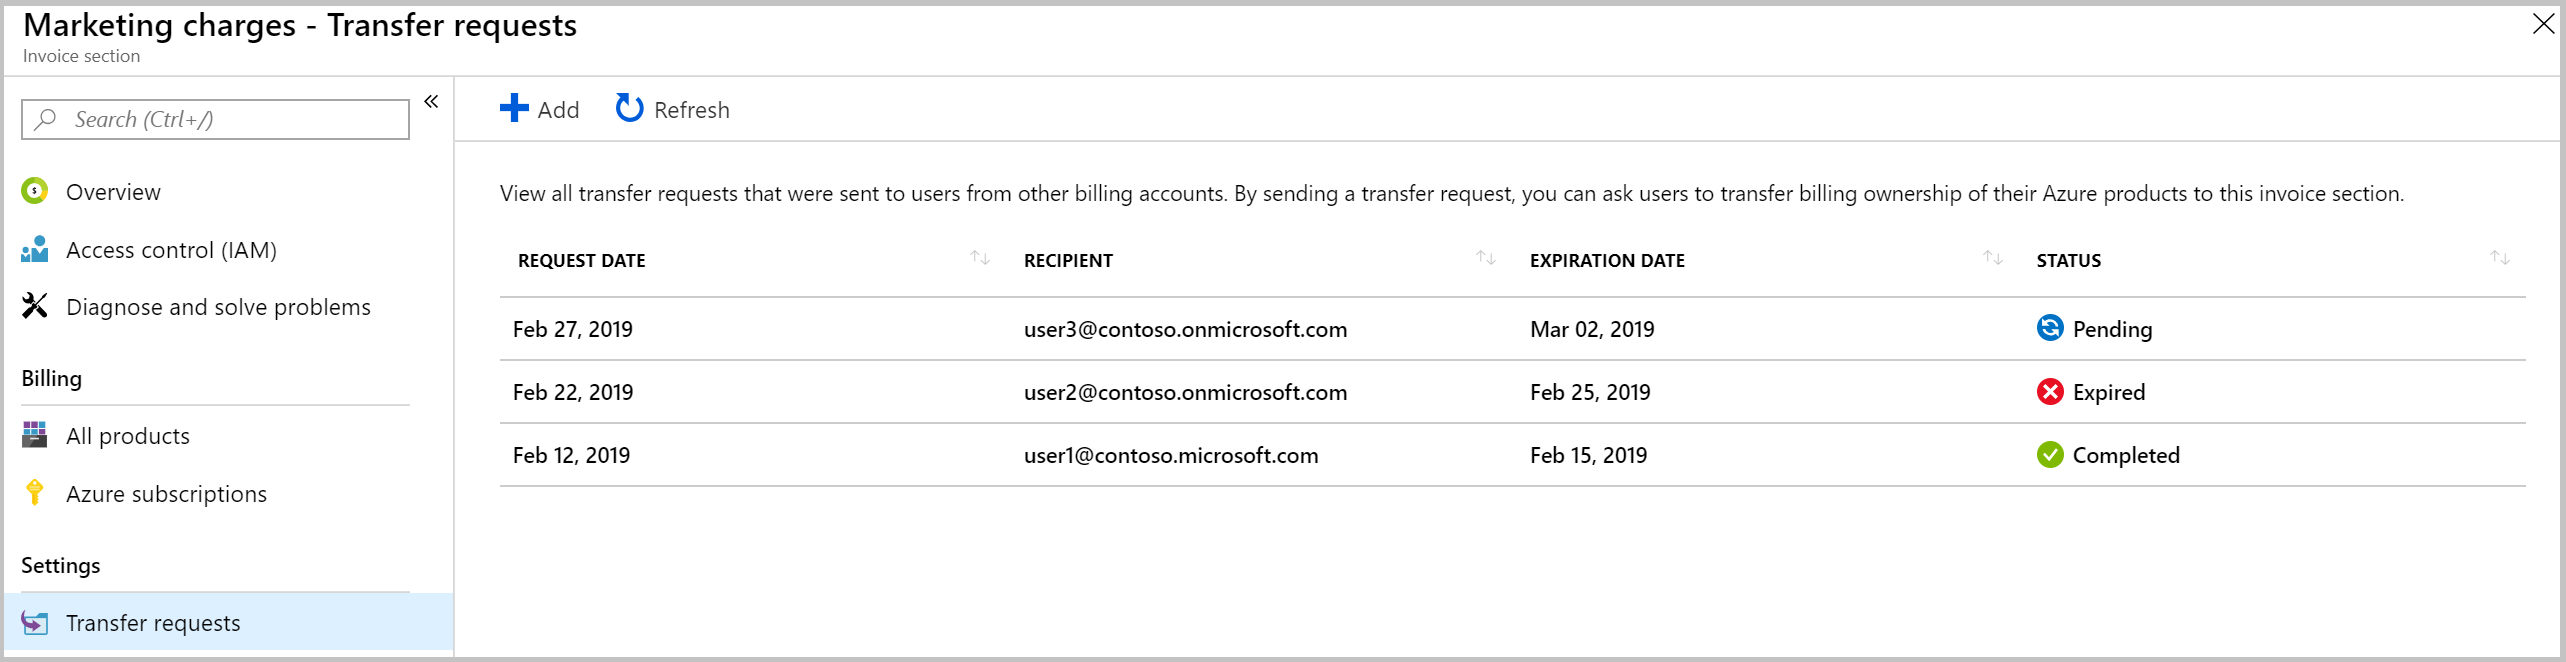 Marketing charges - Transfer requests
Invoice section
Search (Ctrl+/)
Overview
Access control (IAM)
Diagnose and solve problems
Billing
All products
Azure subscriptions
Settings
Transfer requests
Add Refresh
View all transfer requests that were sent to users from other billing accounts. By sending a transfer request, you can ask users to transfer billing ownership of their Azure products to this invoice section.
REQUEST DATE RECIPIENT EXPIRATION DATE STATUS
Feb 27, 2019 user3@contoso.onmicrosoft.com Mar 02, 2019 Pending
Feb 22, 2019 user2@contoso.onmicrosoft.com Feb 25, 2019 Expired
Feb 12, 2019 user1@contoso.microsoft.com Feb 15, 2019 Completed